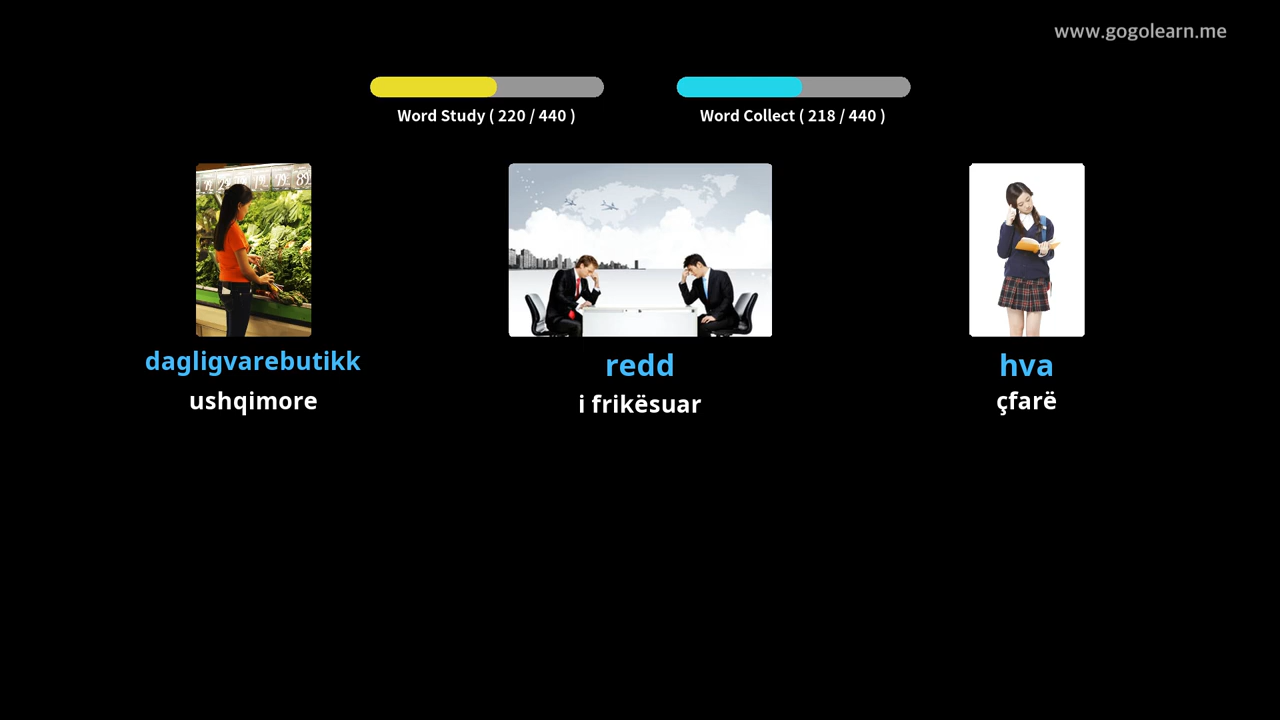 www.gogolearn.me
Word Study ( 220 / 440 )
Word Collect ( 218 / 440 )
dagligvarebutikk
ushqimore
redd
i frikësuar
hva
çfarë